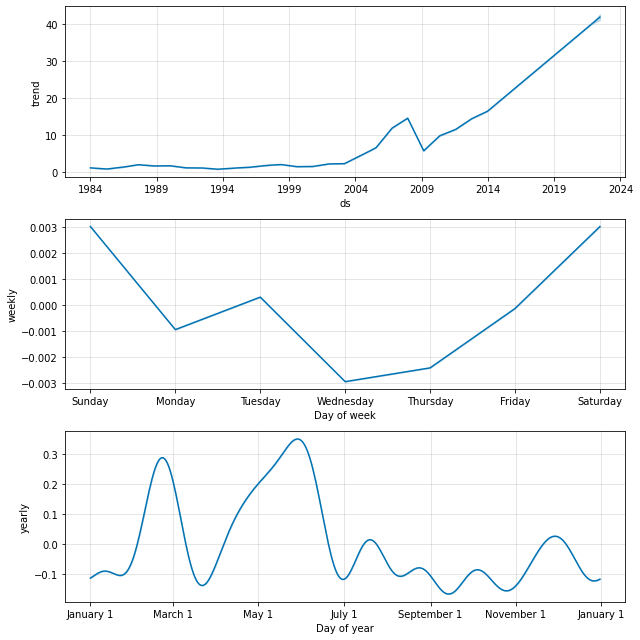 40
30
20
10
0
trend
1984 1989 1994 1999 2004 2009 2014 2019 2024
ds
0.003
0.002
0.001
0.000
−0.001
−0.002
−0.003
weekly
Sunday Monday Tuesday Wednesday Thursday Friday Saturday
Day of week
0.3
0.2
0.1
0.0
−0.1
yearly
January 1 March 1 May 1 July 1 September 1 November 1 January 1
Day of year